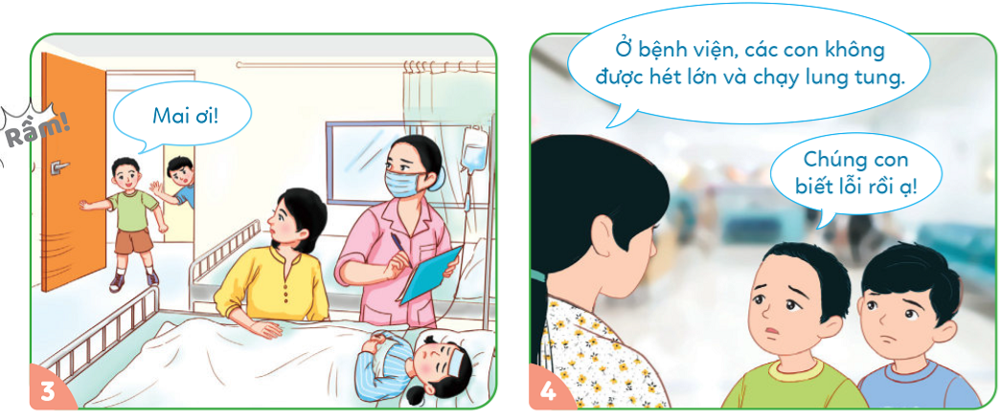 Rầm!
Mai ơi!
3
Ở bệnh viện, các con không
được hét lớn và chạy lung tung.
Chúng con
biết lỗi rồi ạ!
4